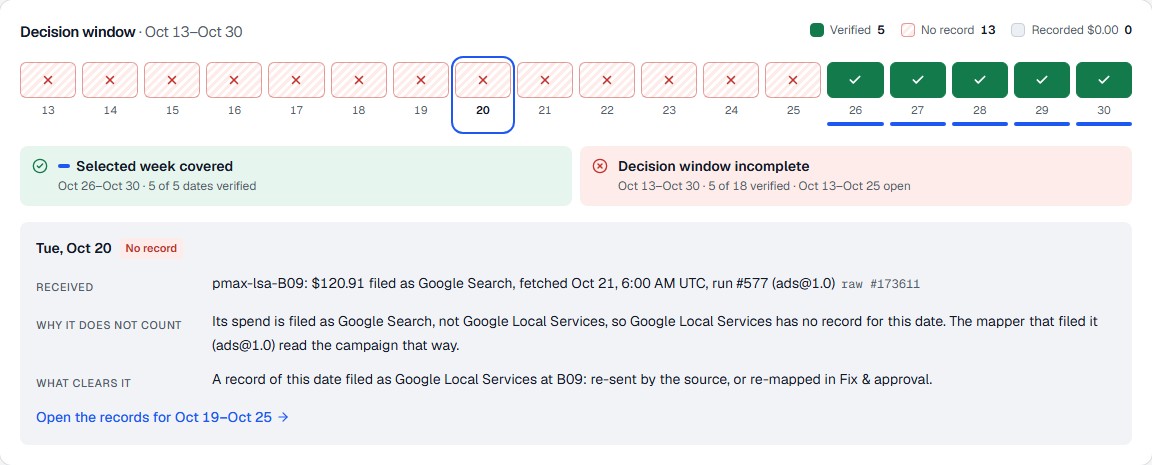 Decision window · Oct 13–Oct 30
Verified 5 No record 13 Recorded $0.00 0
13 14 15 16 17 18 19 20 21 22 23 24 25 26 27 28 29 30
Selected week covered
Oct 26–Oct 30 · 5 of 5 dates verified
Decision window incomplete
Oct 13–Oct 30 · 5 of 18 verified · Oct 13–Oct 25 open
Tue, Oct 20 No record
RECEIVED
pmax-lsa-B09: $120.91 filed as Google Search, fetched Oct 21, 6:00 AM UTC, run #577 (ads@1.0) raw #173611
WHY IT DOES NOT COUNT
Its spend is filed as Google Search, not Google Local Services, so Google Local Services has no record for this date. The mapper that filed it
(ads@1.0) read the campaign that way.
WHAT CLEARS IT
A record of this date filed as Google Local Services at B09: re-sent by the source, or re-mapped in Fix & approval.
Open the records for Oct 19–Oct 25 →